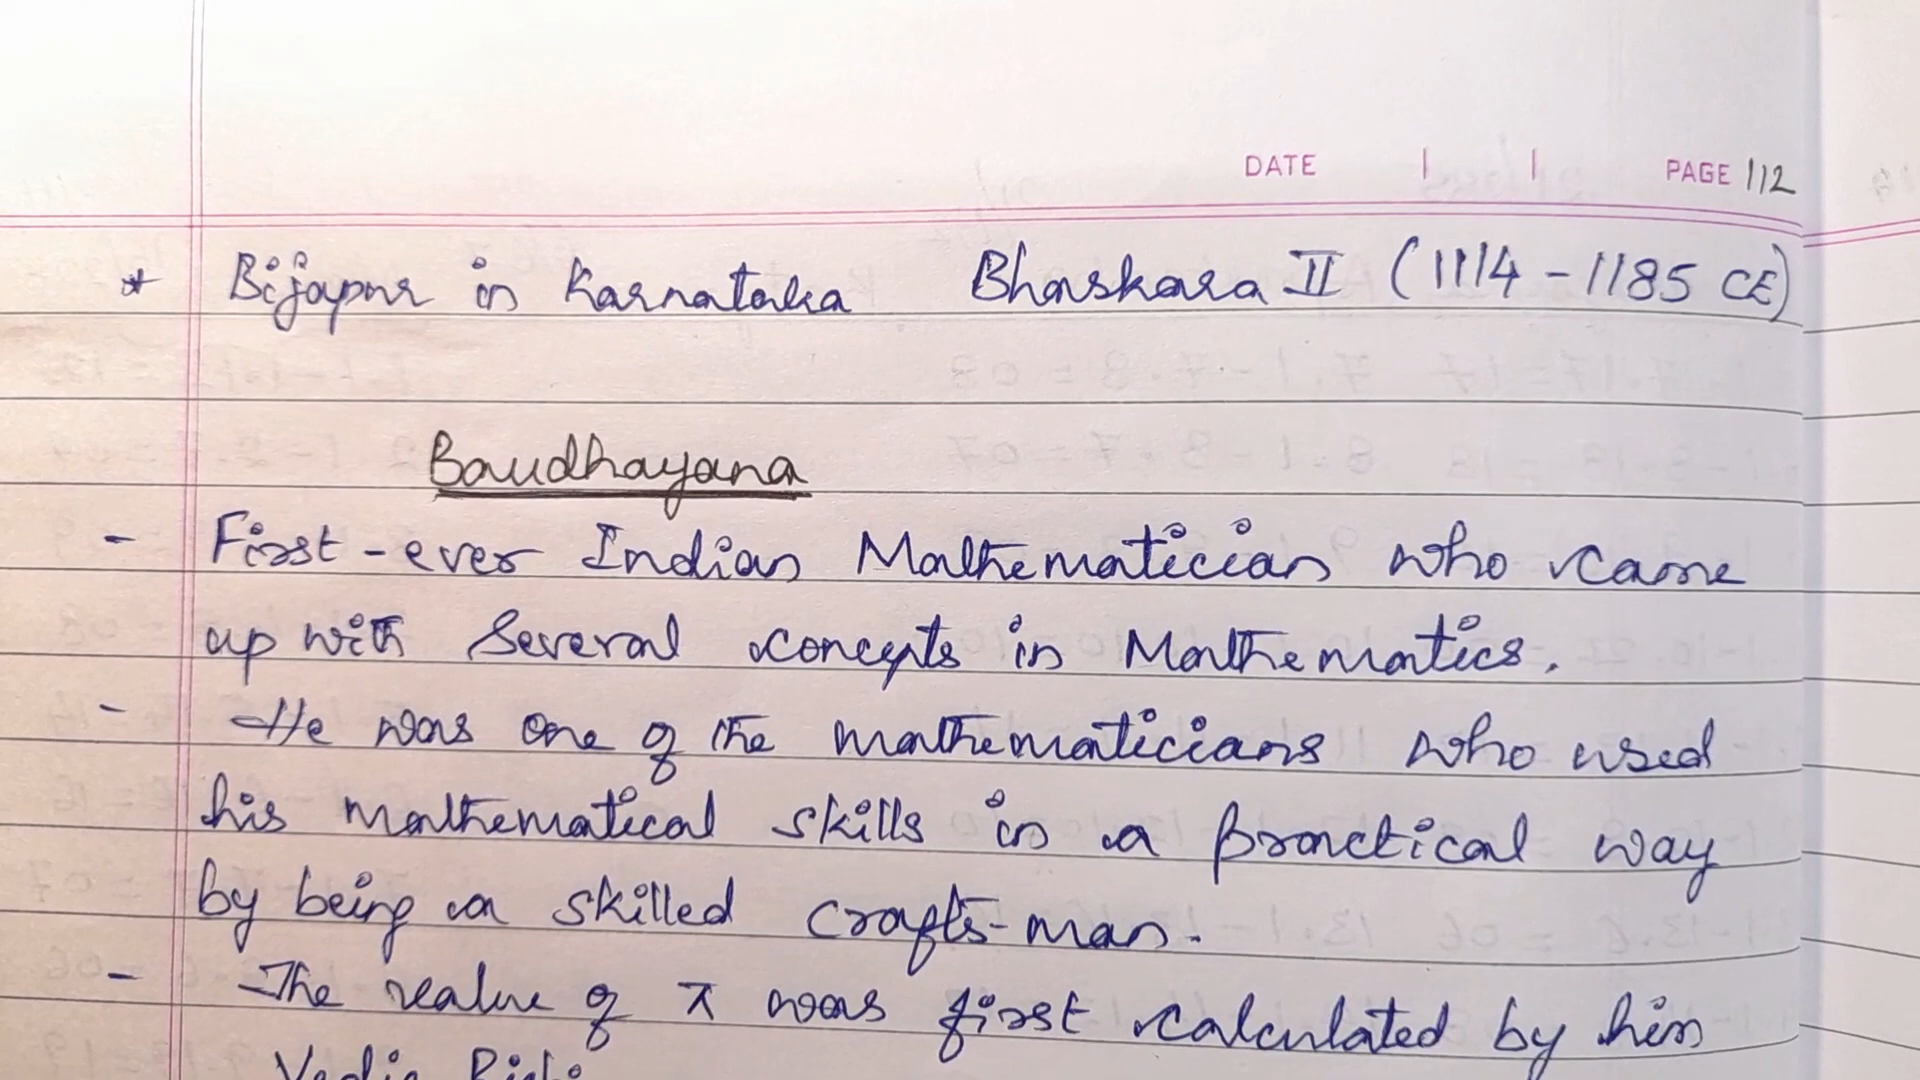 DATE | | PAGE 112
* Bijapur in Karnataka Bhaskara II (1114 - 1185 CE)
Baudhayana
- First-ever Indian Mathematician who came
up with several concepts in Mathematics.
- He was one of the mathematicians who used
his mathematical skills in a practical way
by being a skilled crafts-man.
- The value of π was first calculated by him
Vedic Rishi